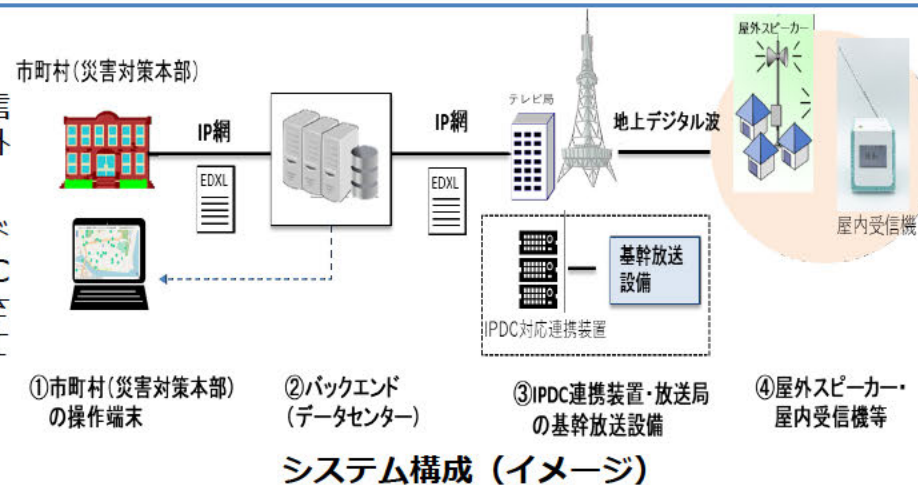 市町村(災害対策本部)
IP網
EDXL
IP網
EDXL
テレビ局
地上デジタル波
屋外スピーカー
屋内受信機
基幹放送
設備
IPDC対応連携装置
①市町村(災害対策本部)
の操作端末
②バックエンド
(データセンター)
③IPDC連携装置・放送局
の基幹放送設備
④屋外スピーカー・
屋内受信機等
システム構成(イメージ)